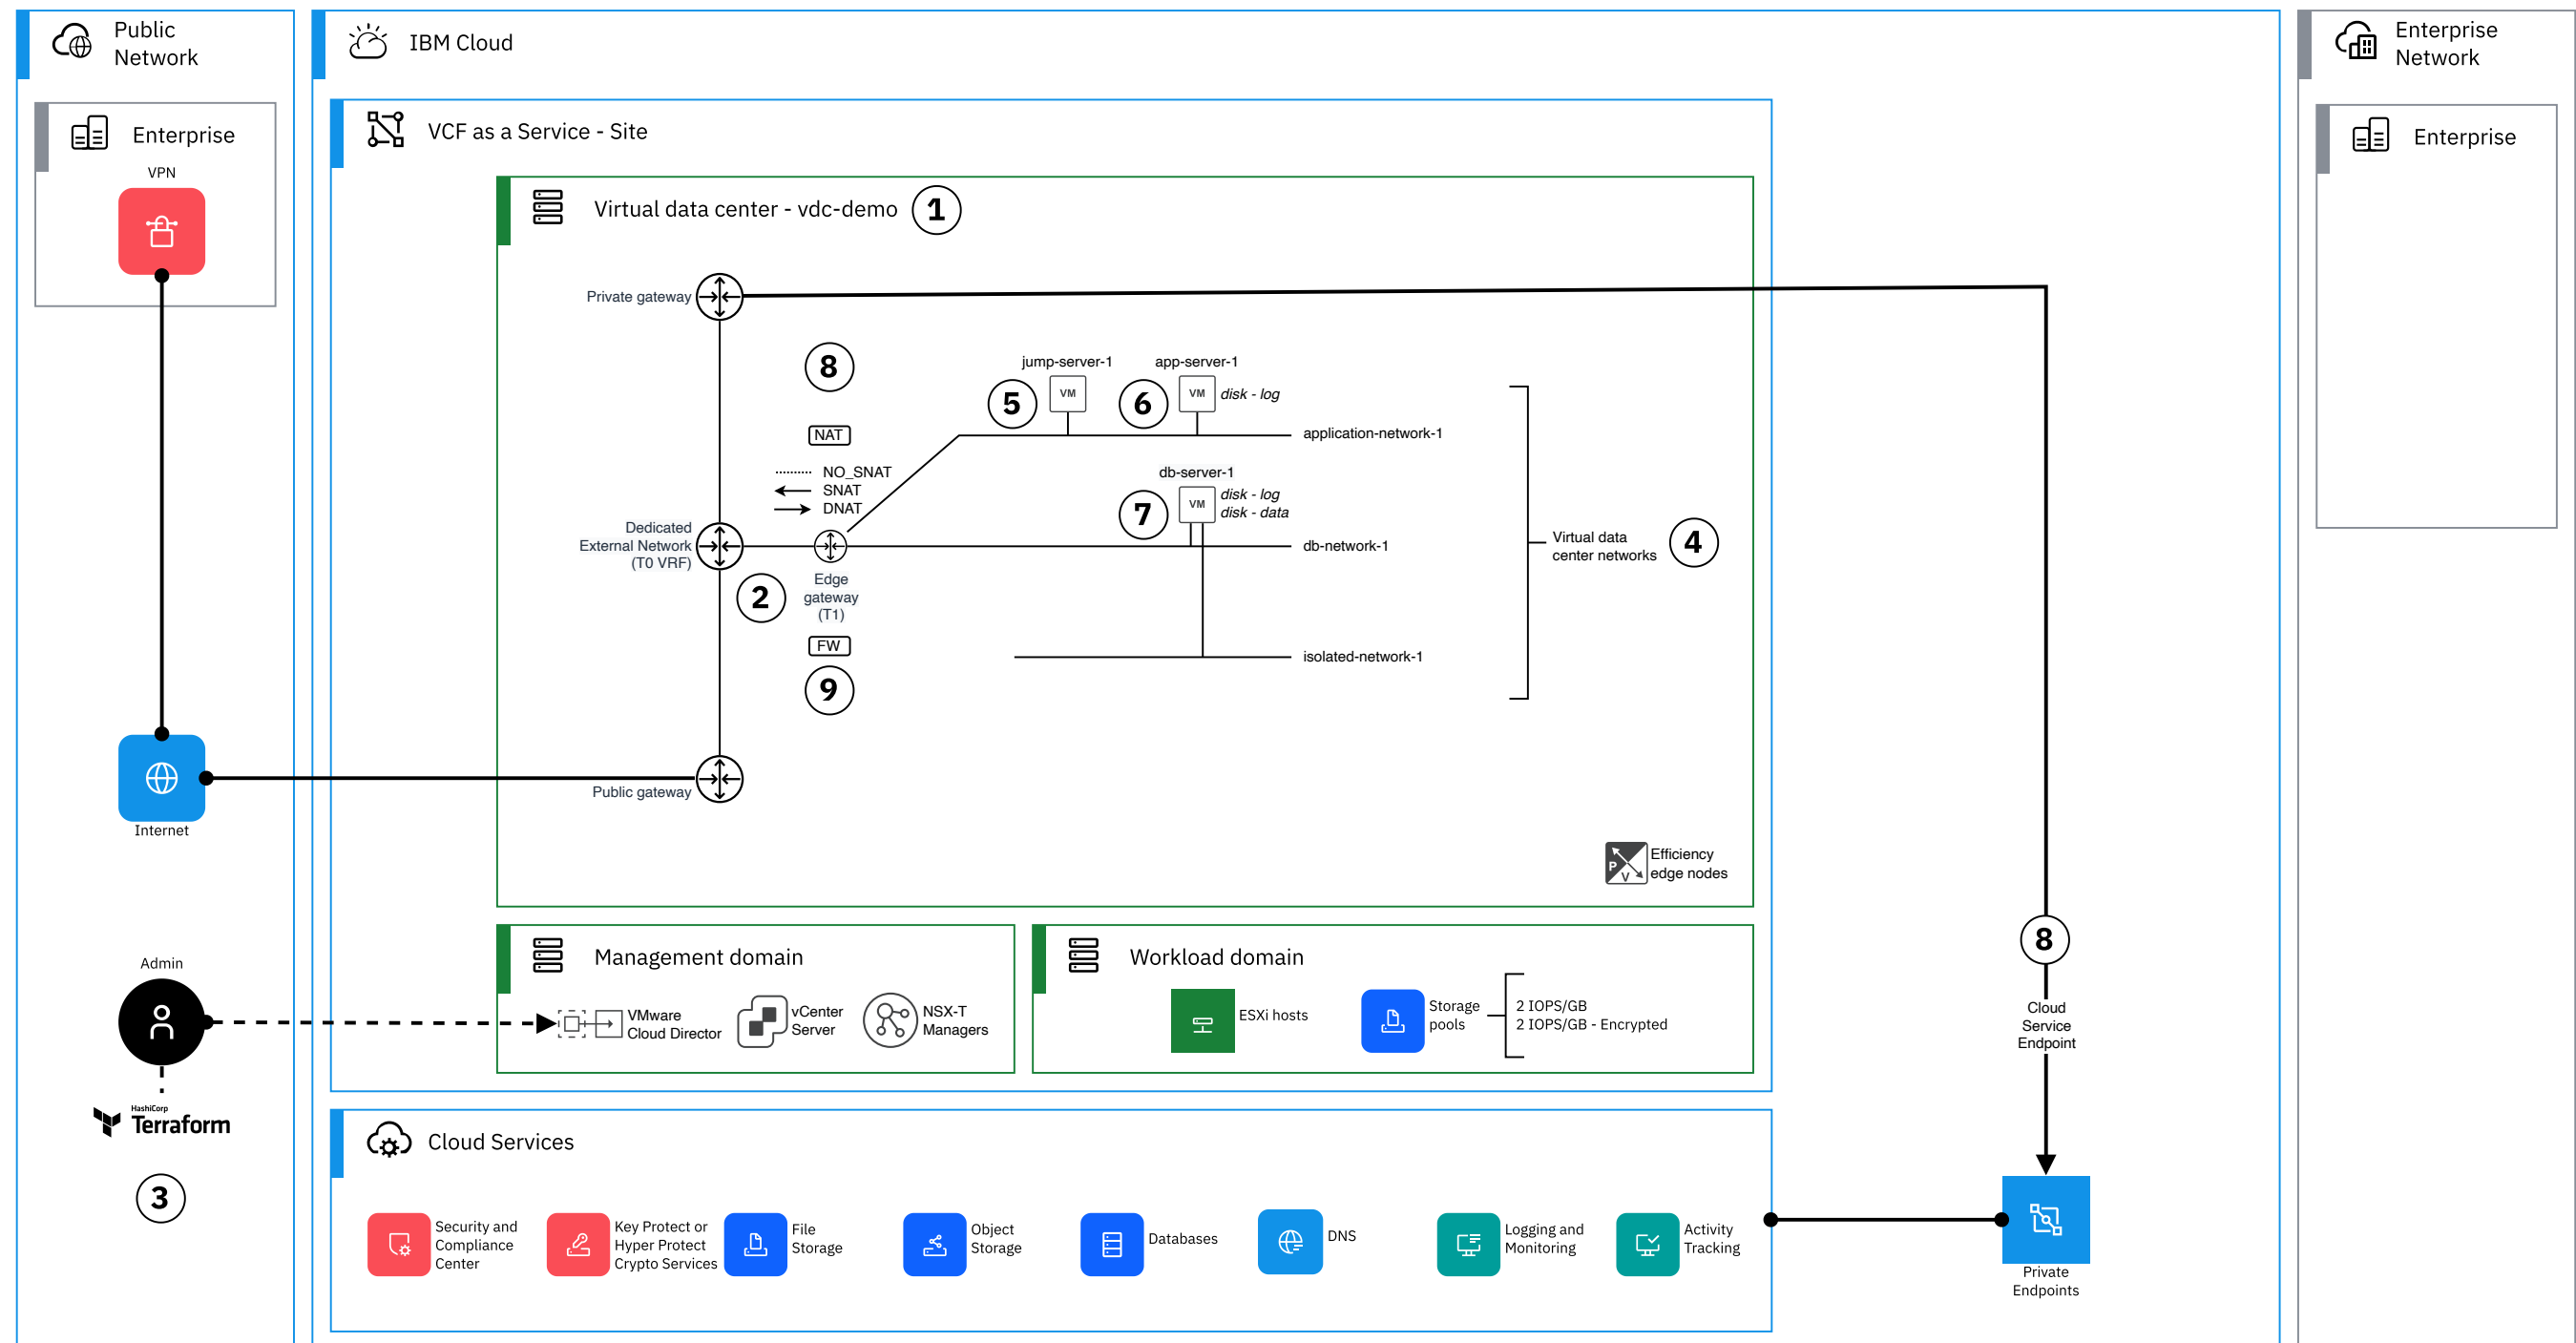 Public
Network
Enterprise
VPN
Internet
Admin
HashiCorp
Terraform
3
IBM Cloud
VCF as a Service - Site
Virtual data center - vdc-demo
1
Private gateway
8
NAT
NO_SNAT
SNAT
DNAT
Dedicated
External Network
(T0 VRF)
2
Edge
gateway
(T1)
FW
9
Public gateway
jump-server-1
5
VM
app-server-1
6
VM
disk - log
application-network-1
db-server-1
7
VM
disk - log
disk - data
db-network-1
isolated-network-1
Virtual data
center networks
4
P
V
Efficiency
edge nodes
Management domain
VMware
Cloud Director
vCenter
Server
NSX-T
Managers
Workload domain
ESXi hosts
Storage
pools
2 IOPS/GB
2 IOPS/GB - Encrypted
Cloud Services
Security and
Compliance
Center
Key Protect or
Hyper Protect
Crypto Services
File
Storage
Object
Storage
Databases
DNS
Logging and
Monitoring
Activity
Tracking
8
Cloud
Service
Endpoint
Private
Endpoints
Enterprise
Network
Enterprise